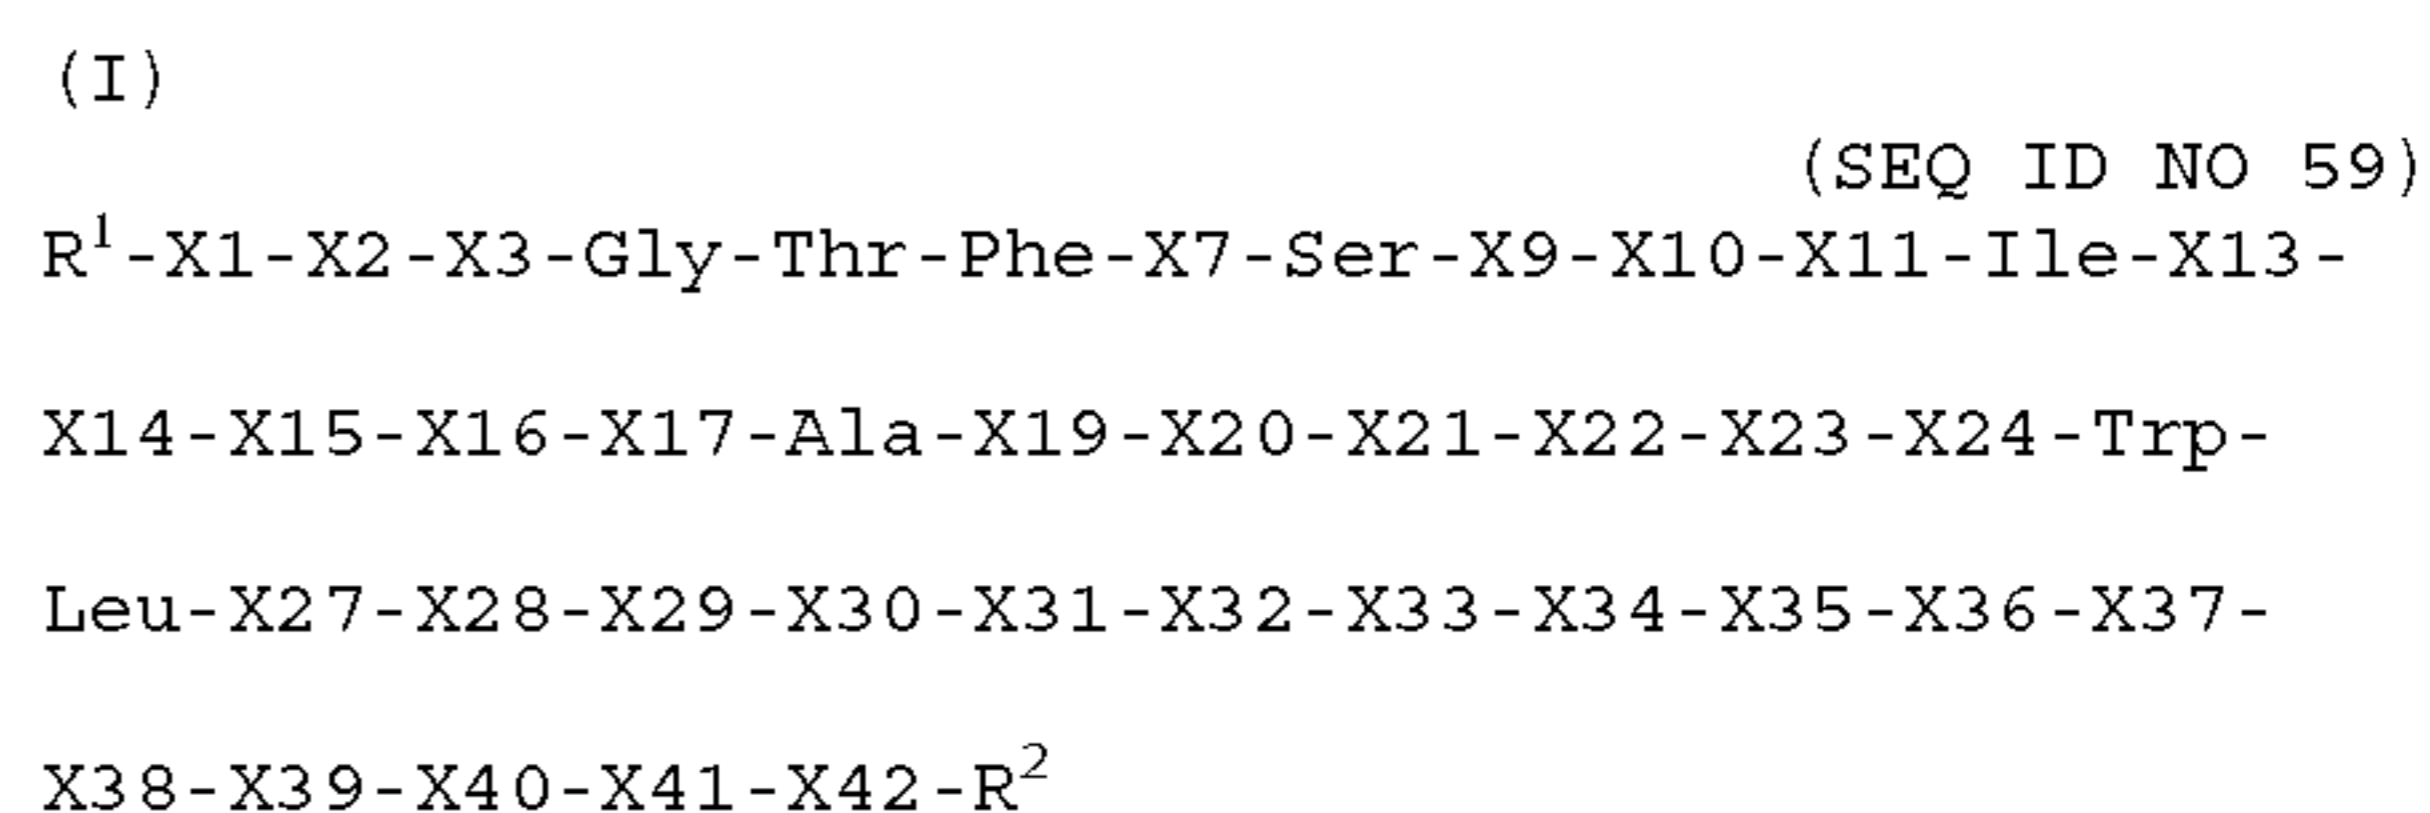 (I)
(SEQ ID NO 59)
R¹-X1-X2-X3-Gly-Thr-Phe-X7-Ser-X9-X10-X11-Ile-X13-
X14-X15-X16-X17-Ala-X19-X20-X21-X22-X23-X24-Trp-
Leu-X27-X28-X29-X30-X31-X32-X33-X34-X35-X36-X37-
X38-X39-X40-X41-X42-R²